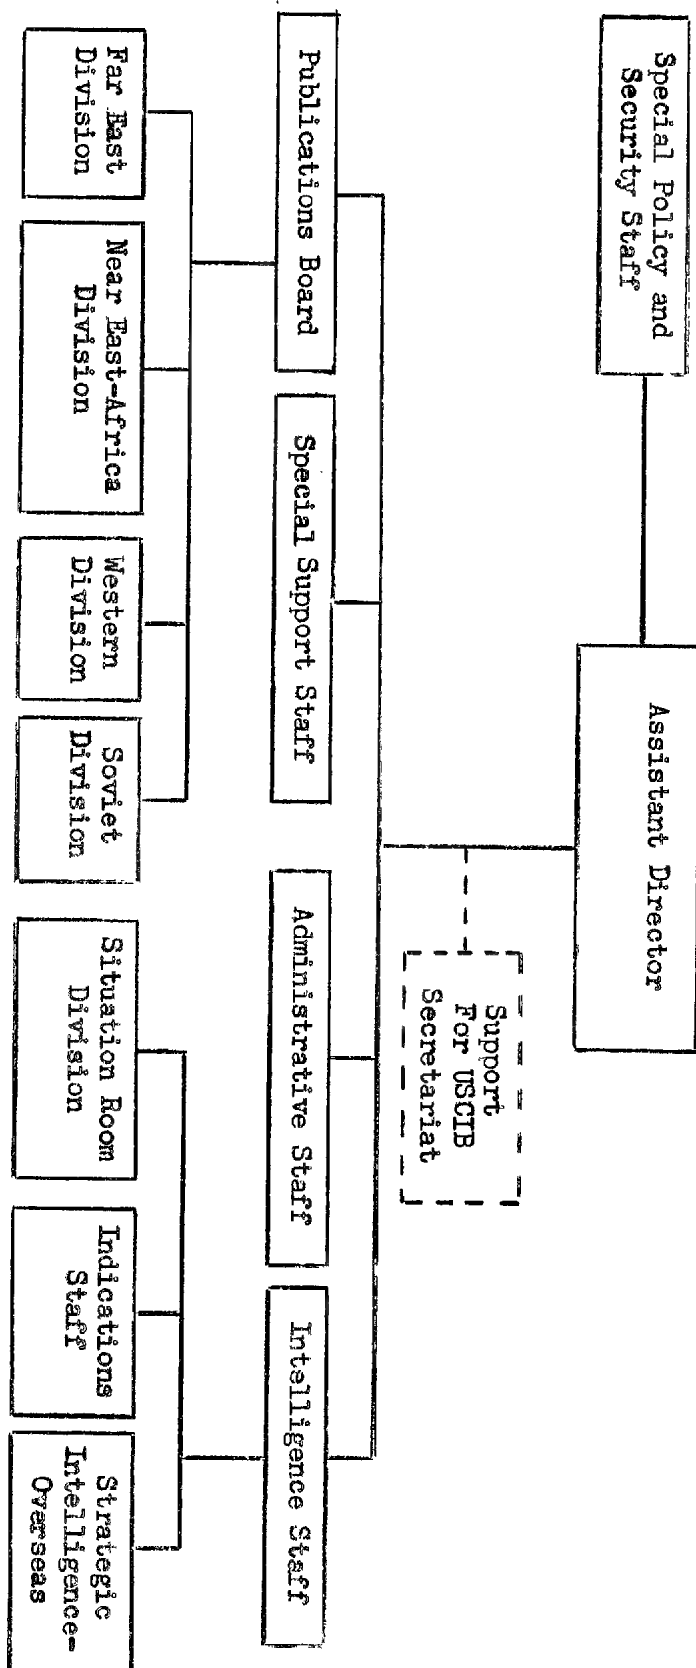 Assistant Director
Special Policy and
Security Staff
Support
For USCIB
Secretariat
Publications Board
Special Support Staff
Administrative Staff
Intelligence Staff
Far East
Division
Near East-Africa
Division
Western
Division
Soviet
Division
Situation Room
Division
Indications
Staff
Strategic
Intelligence-
Overseas